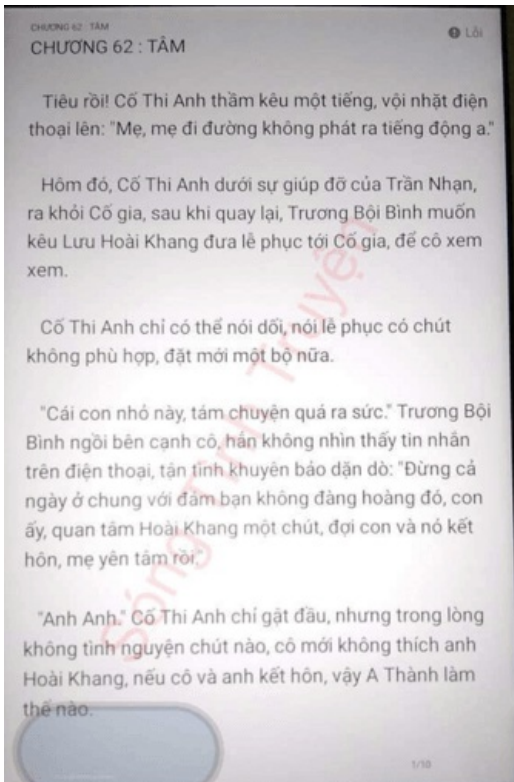 CHƯƠNG 62 : TÂM
Lỗi
CHƯƠNG 62 : TÂM
Tiêu rồi! Cố Thi Anh thầm kêu một tiếng, vội nhặt điện
thoại lên: "Mẹ, mẹ đi đường không phát ra tiếng động a."
Hôm đó, Cố Thi Anh dưới sự giúp đỡ của Trần Nhạn,
ra khỏi Cố gia, sau khi quay lại, Trương Bội Bình muốn
kêu Lưu Hoài Khang đưa lễ phục tới Cố gia, để cô xem
xem.
Cố Thi Anh chỉ có thể nói dối, nói lễ phục có chút
không phù hợp, đặt mới một bộ nữa.
"Cái con nhỏ này, tám chuyện quá ra sức." Trương Bội
Bình ngồi bên cạnh cô, hẳn không nhìn thấy tin nhắn
trên điện thoại, tận tình khuyên bảo dặn dò: "Đừng cả
ngày ở chung với đám bạn không đàng hoàng đó, con
ấy, quan tâm Hoài Khang một chút, đợi con và nó kết
hôn, mẹ yên tâm rồi."
"Anh Anh." Cố Thi Anh chỉ gật đầu, nhưng trong lòng
không tình nguyện chút nào, cô mới không thích anh
Hoài Khang, nếu cô và anh kết hôn, vậy A Thành làm
thế nào.
1/10
Sóng Tình Truyện